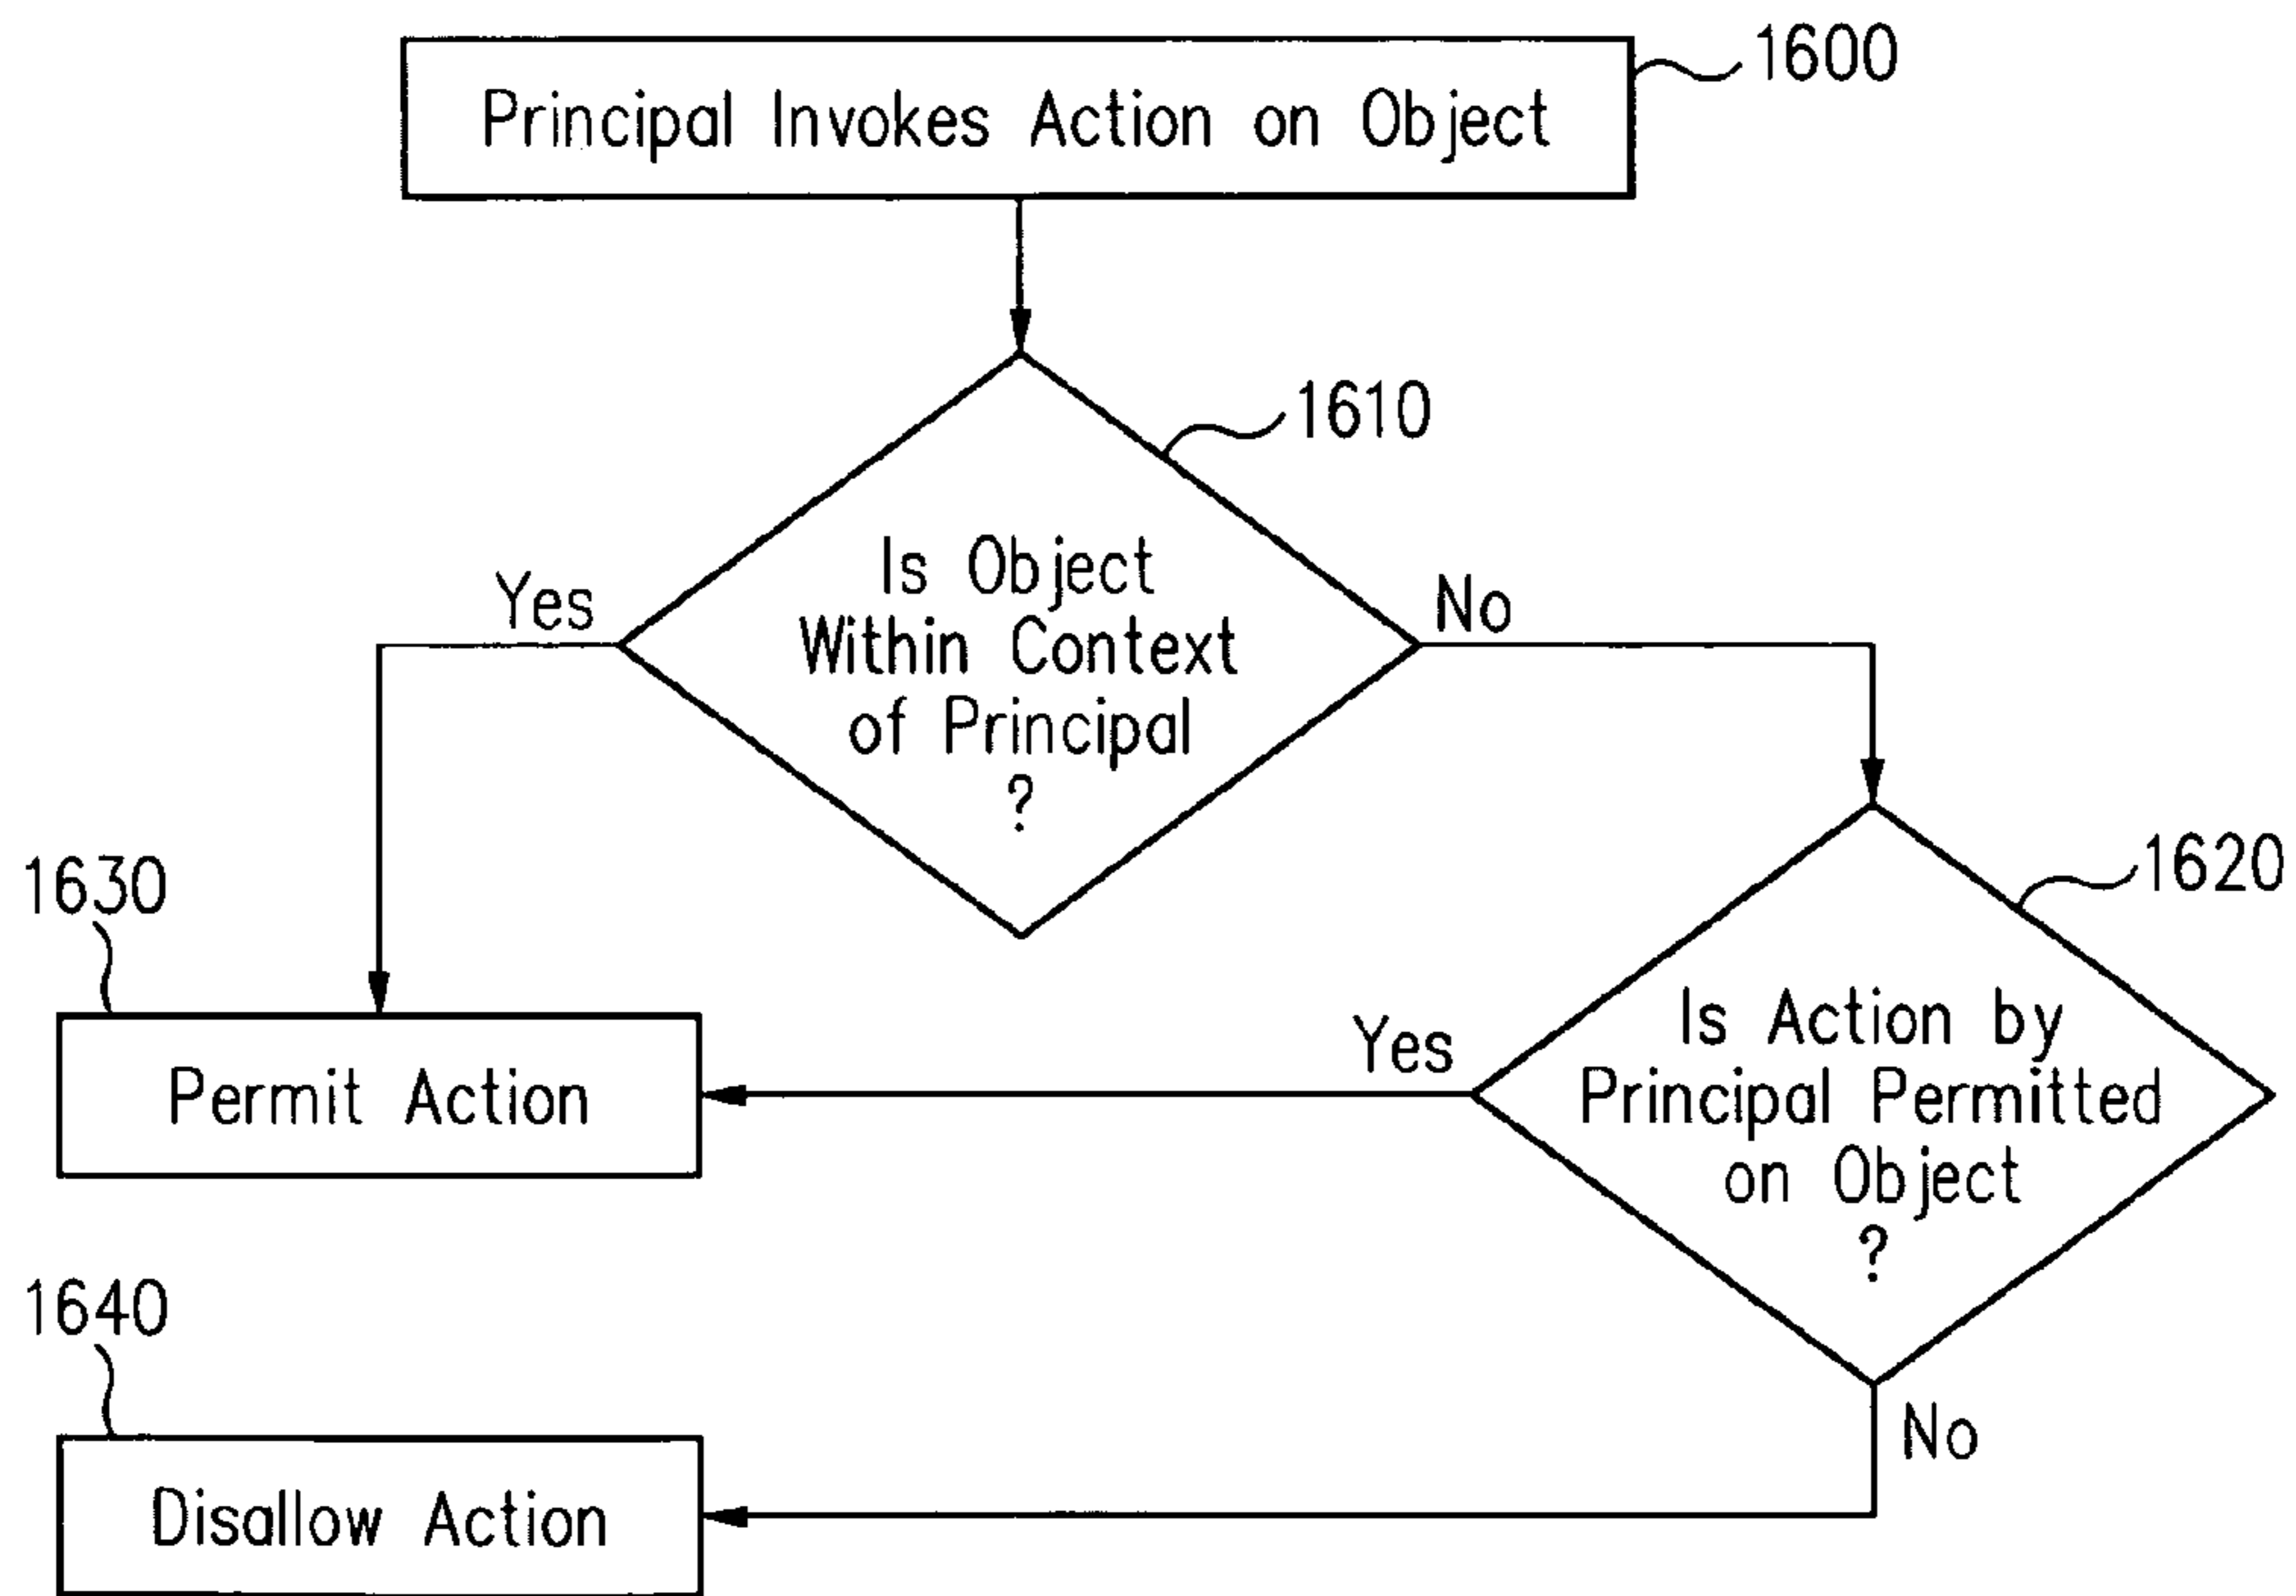 1600
Principal Invokes Action on Object
1610
Is Object
Within Context
of Principal
?
Yes
No
1620
Is Action by
Principal Permitted
on Object
?
Yes
No
1630
Permit Action
1640
Disallow Action